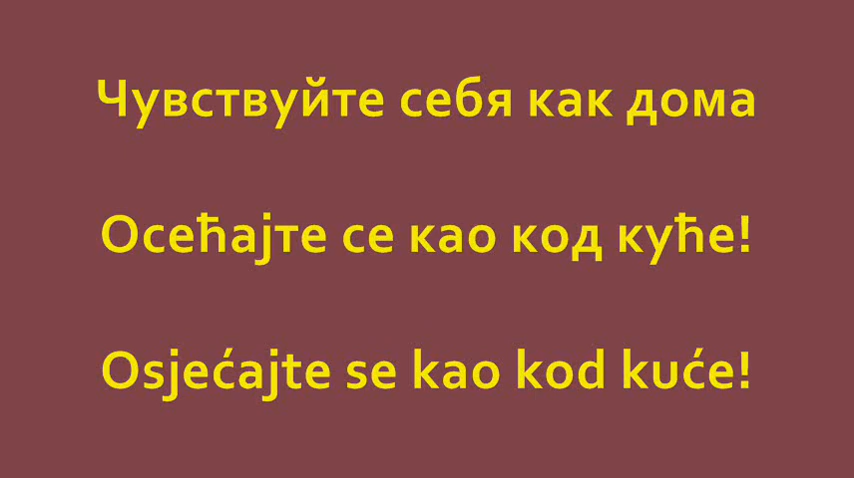 Чувствуйте себя как дома
Осећајте се као код куће!
Osjećajte se kao kod kuće!